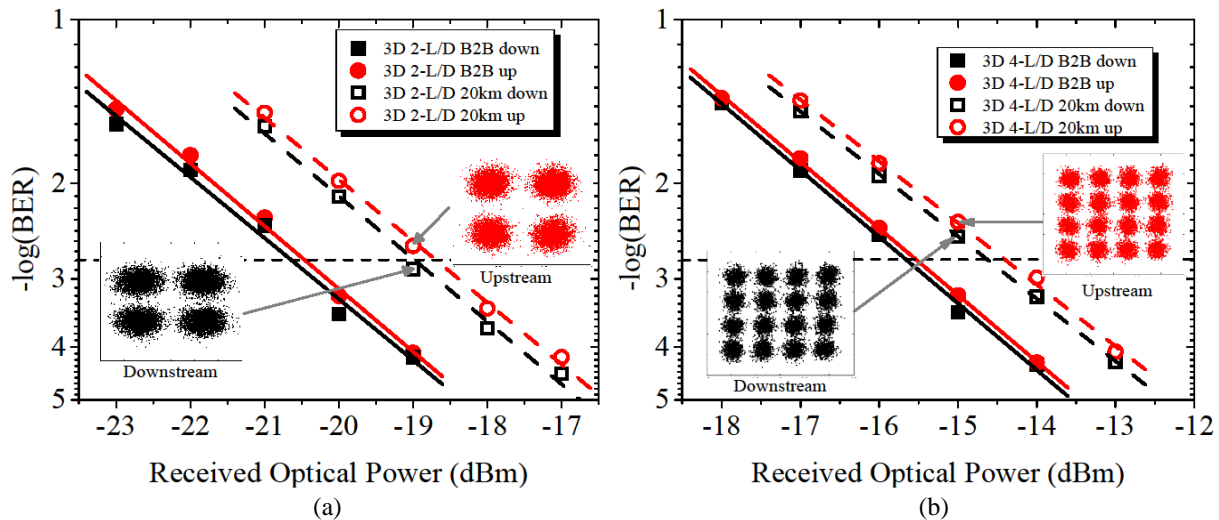 1
2
3
4
5
-log(BER)
3D 2-L/D B2B down
3D 2-L/D B2B up
3D 2-L/D 20km down
3D 2-L/D 20km up
Upstream
Downstream
-23 -22 -21 -20 -19 -18 -17
Received Optical Power (dBm)
(a)
1
2
3
4
5
-log(BER)
3D 4-L/D B2B down
3D 4-L/D B2B up
3D 4-L/D 20km down
3D 4-L/D 20km up
Upstream
Downstream
-18 -17 -16 -15 -14 -13 -12
Received Optical Power (dBm)
(b)